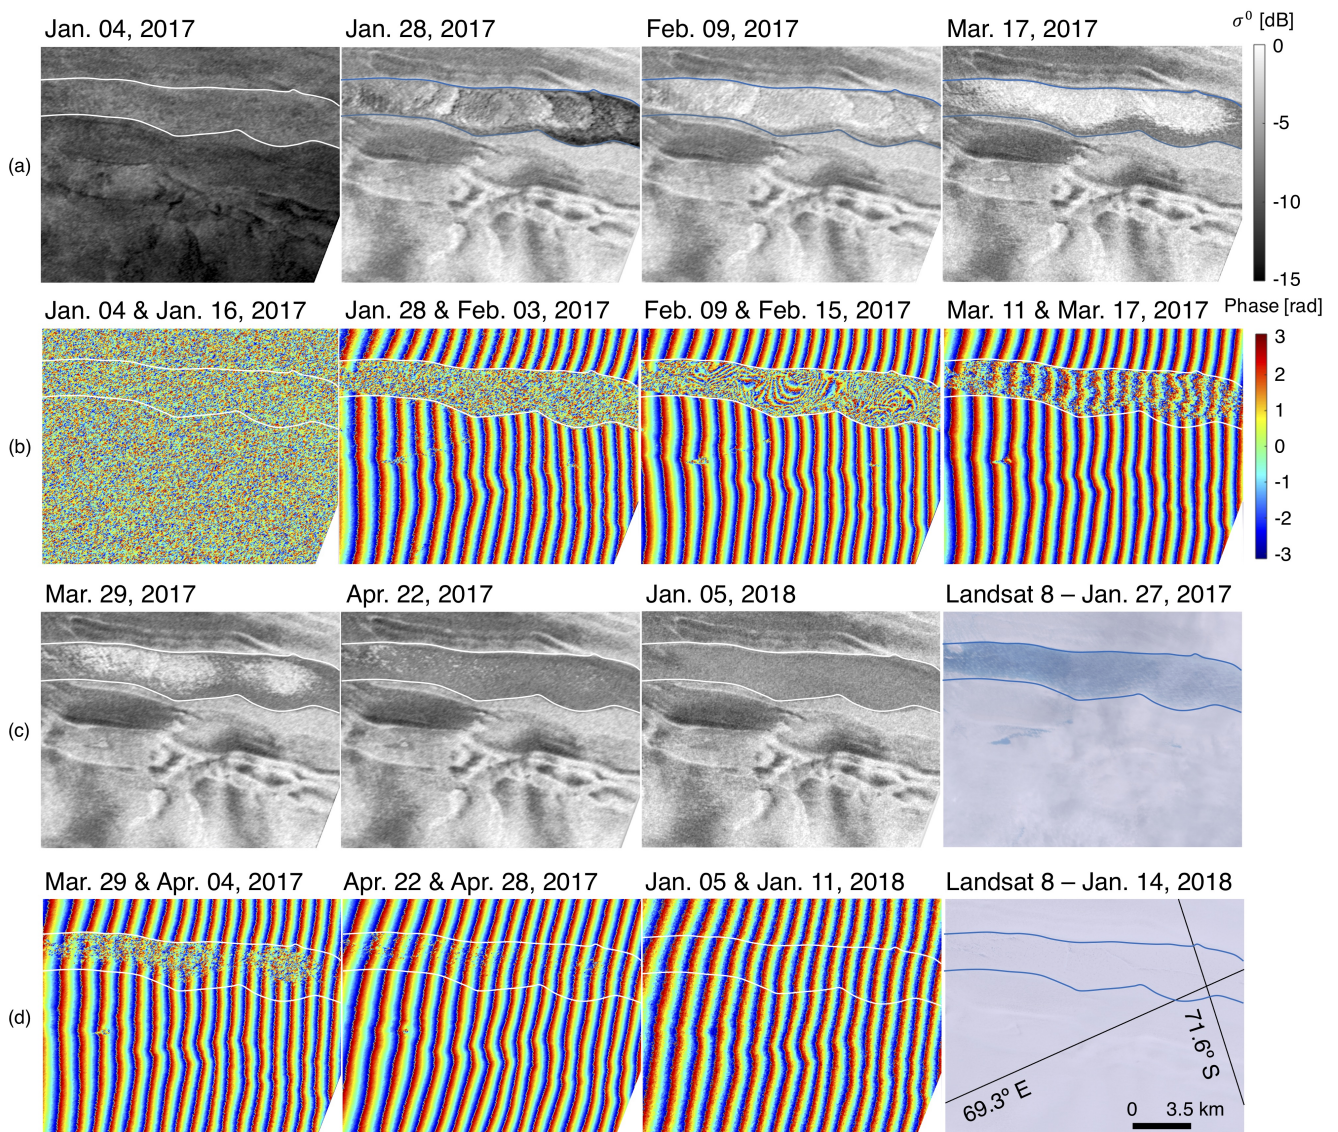 Jan. 04, 2017 Jan. 28, 2017 Feb. 09, 2017 Mar. 17, 2017 σ⁰ [dB]
0
-5
(a)
-10
-15
Jan. 04 & Jan. 16, 2017 Jan. 28 & Feb. 03, 2017 Feb. 09 & Feb. 15, 2017 Mar. 11 & Mar. 17, 2017 Phase [rad]
3
2
1
(b)
0
-1
-2
-3
Mar. 29, 2017 Apr. 22, 2017 Jan. 05, 2018 Landsat 8 – Jan. 27, 2017
(c)
Mar. 29 & Apr. 04, 2017 Apr. 22 & Apr. 28, 2017 Jan. 05 & Jan. 11, 2018 Landsat 8 – Jan. 14, 2018
(d)
71.6º S
69.3º E
0 3.5 km